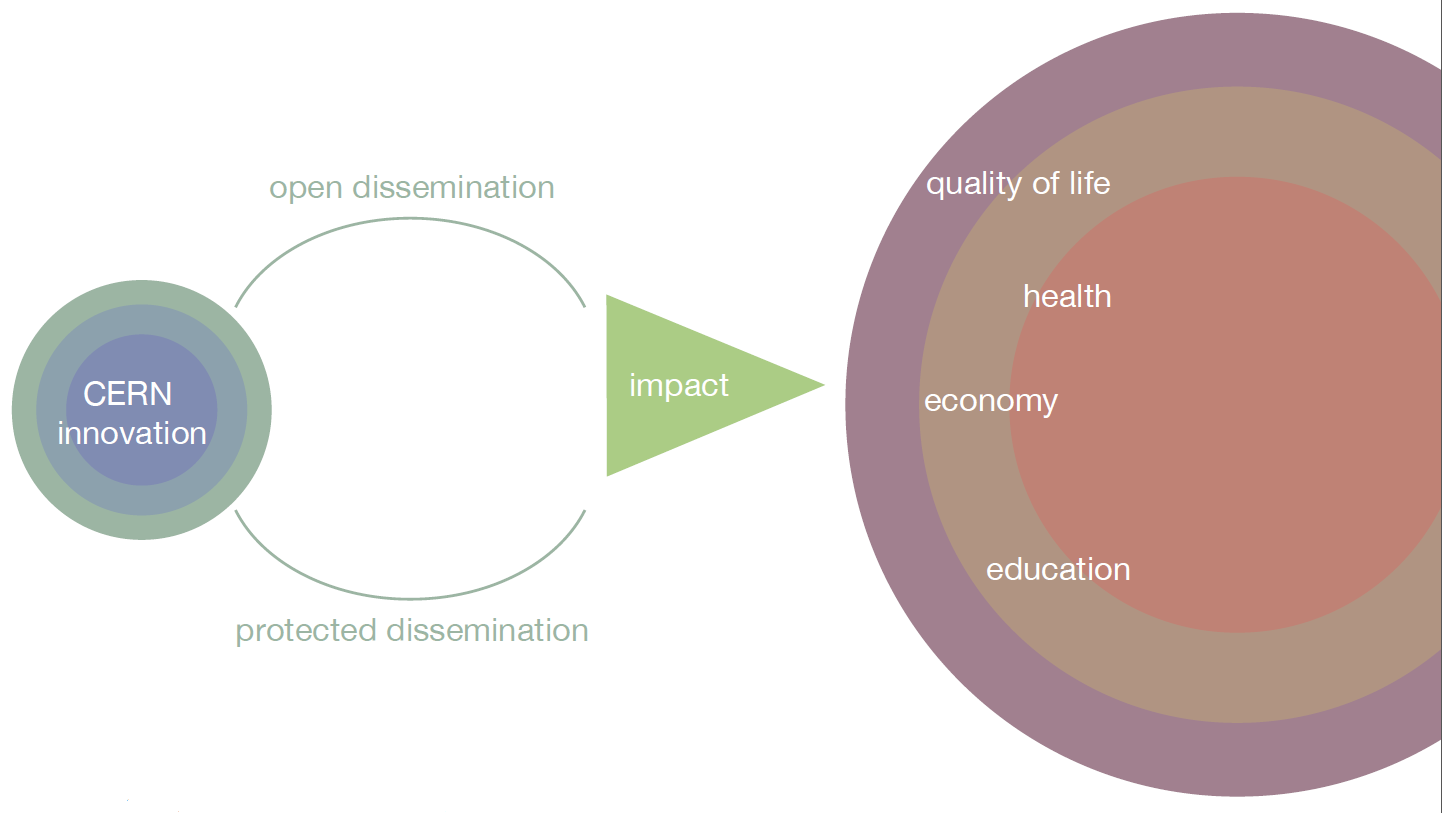 open dissemination
CERN
innovation
protected dissemination
impact
quality of life
health
economy
education